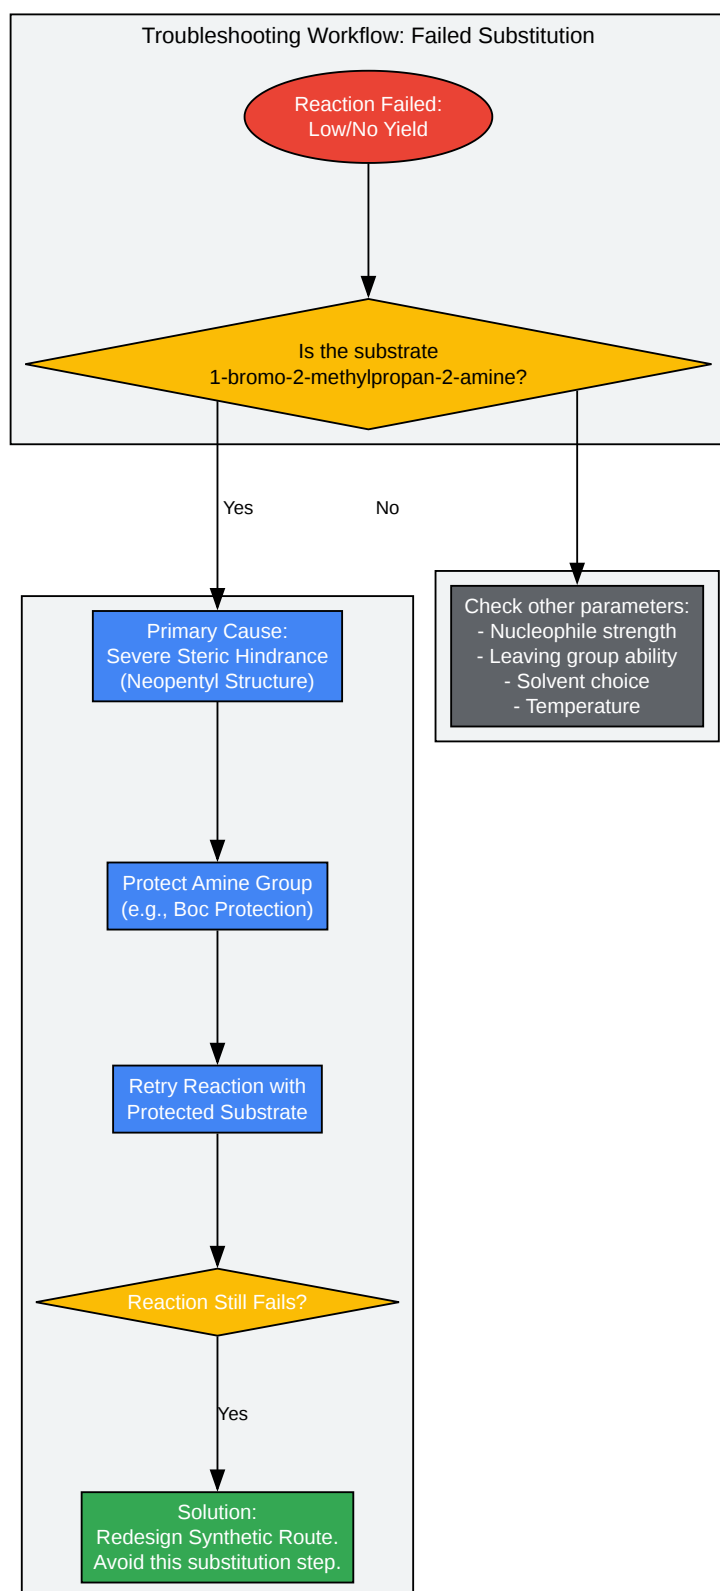 Troubleshooting Workflow: Failed Substitution
Reaction Failed:
Low/No Yield
Is the substrate
1-bromo-2-methylpropan-2-amine?
Yes
No
Primary Cause:
Severe Steric Hindrance
(Neopentyl Structure)
Check other parameters:
- Nucleophile strength
- Leaving group ability
- Solvent choice
- Temperature
Protect Amine Group
(e.g., Boc Protection)
Retry Reaction with
Protected Substrate
Reaction Still Fails?
Yes
Solution:
Redesign Synthetic Route.
Avoid this substitution step.